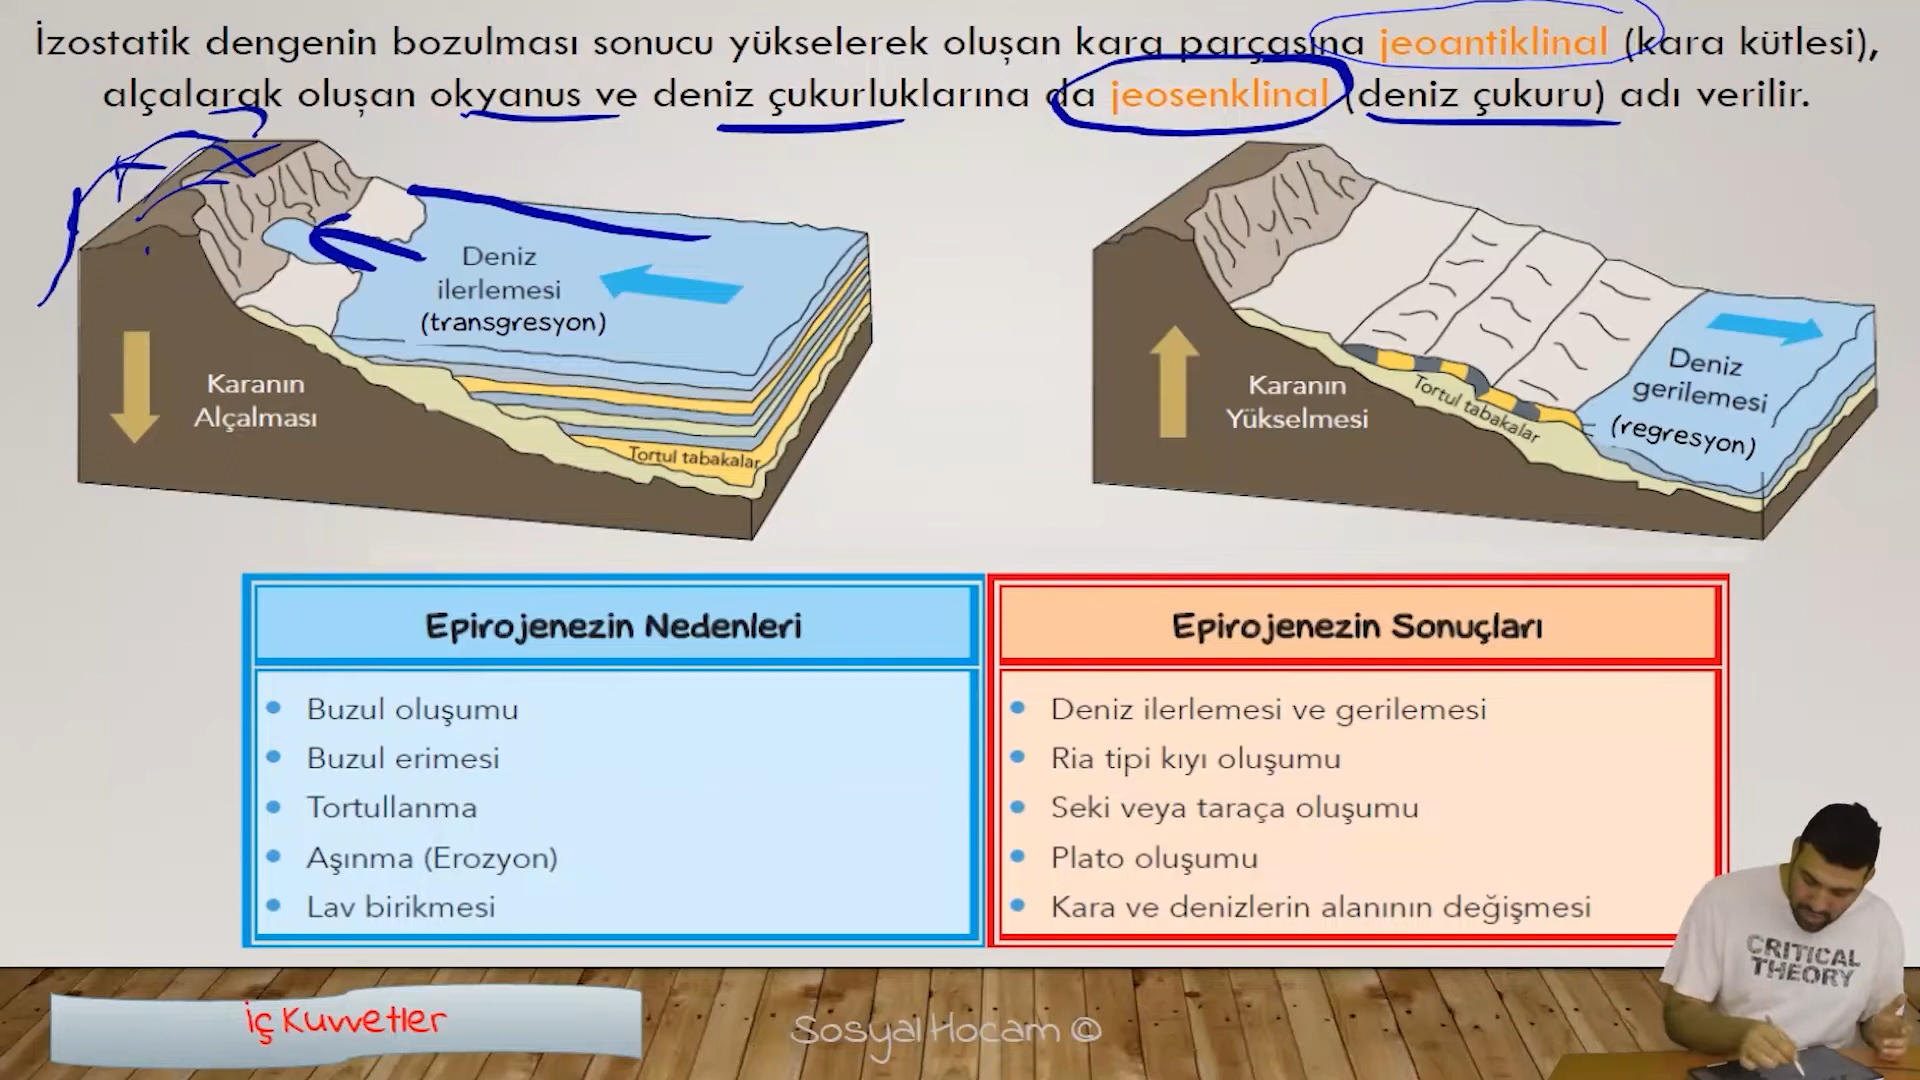 İzostatik dengenin bozulması sonucu yükselerek oluşan kara parçasına jeoantiklinal (kara kütlesi),
alçalarak oluşan okyanus ve deniz çukurluklarına da jeosenklinal (deniz çukuru) adı verilir.
Deniz
ilerlemesi
(transgresyon)
Karanın
Alçalması
Tortul tabakalar
Karanın
Yükselmesi
Tortul tabakalar
Deniz
gerilemesi
(regresyon)
Epirojenezin Nedenleri
Buzul oluşumu
Buzul erimesi
Tortullanma
Aşınma (Erozyon)
Lav birikmesi
Epirojenezin Sonuçları
Deniz ilerlemesi ve gerilemesi
Ria tipi kıyı oluşumu
Seki veya taraça oluşumu
Plato oluşumu
Kara ve denizlerin alanının değişmesi
CRITICAL
THEORY
İç Kuvvetler
Sosyal Hocam ©